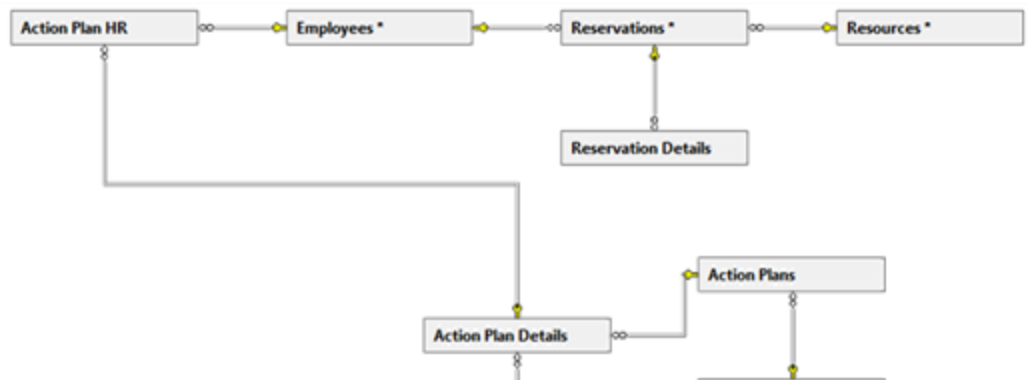 Action Plan HR
Employees *
Reservations *
Resources *
Reservation Details
Action Plans
Action Plan Details